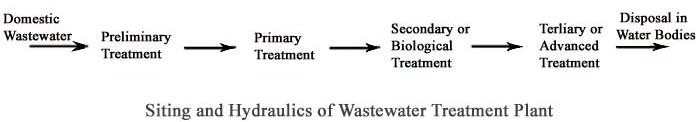 Domestic
Wastewater
Preliminary
Treatment
Primary
Treatment
Secondary or
Biological
Treatment
Terliary or
Advanced
Treatment
Disposal in
Water Bodies
Siting and Hydraulics of Wastewater Treatment Plant